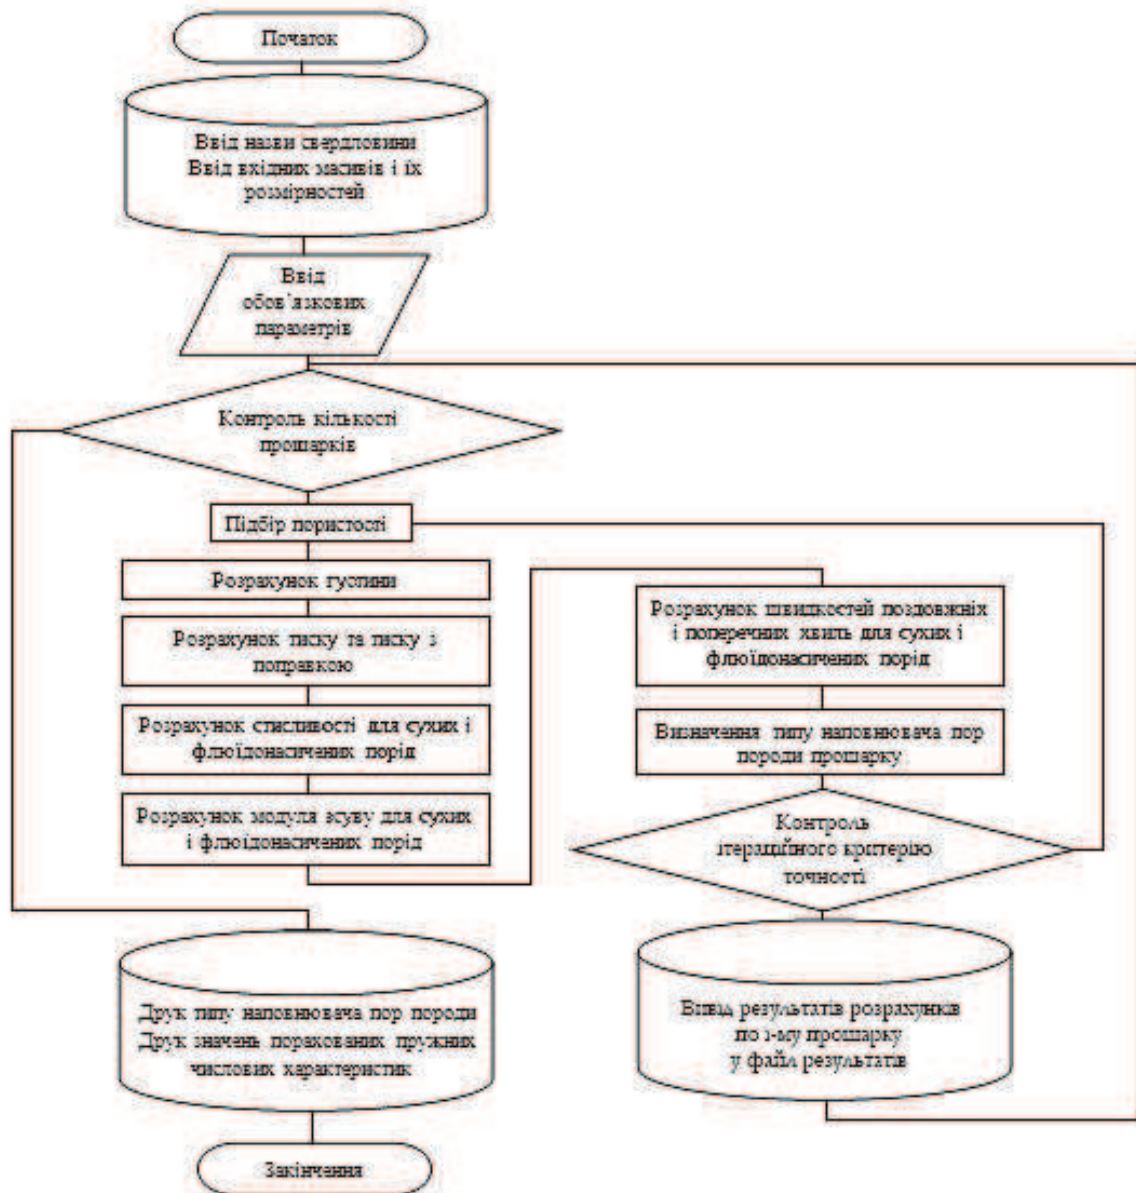 Початок
Ввід назви свердловини
Ввід вхідних масивів і їх
розмірностей
Ввід
обов’язкових
параметрів
Контроль кількості
прошарків
Підбір пористості
Розрахунок густини
Розрахунок тиску та тиску з
поправкою
Розрахунок стисливості для сухих і
флюїдонасичених порід
Розрахунок модуля зсуву для сухих
і флюїдонасичених порід
Розрахунок швидкостей поздовжніх
і поперечних хвиль для сухих і
флюїдонасичених порід
Визначення типу наповнювача пор
породи прошарку
Контроль
ітераційного критерію
точності
Вивід результатів розрахунків
по і-му прошарку
у файл результатів
Друк типу наповнювача пор породи
Друк значень порахованих пружних
числових характеристик
Закінчення